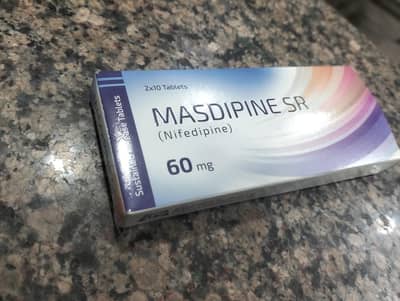 2x10 Tablets
MASDIPINE SR
(Nifedipine)
60 mg
Sustained Release Tablets